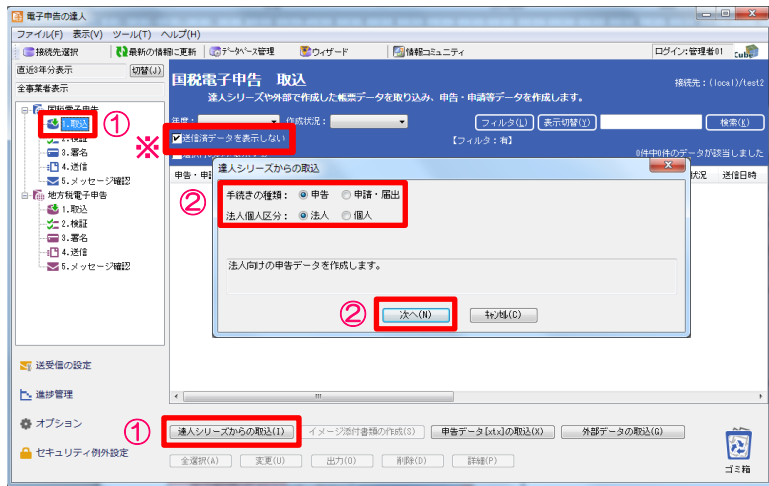 電子申告の達人
ファイル(F) 表示(V) ツール(T) ヘルプ(H)
接続先選択 最新の情報に更新 データベース管理 ウィザード 情報コミュニティ ログイン:管理者01
直近3年分表示 切替(J)
全事業者表示
国税電子申告
1.取込
2.検証
3.署名
4.送信
5.メッセージ確認
地方税電子申告
1.取込
2.検証
3.署名
4.送信
5.メッセージ確認
送受信の設定
進捗管理
オプション
セキュリティ例外設定
①
※
国税電子申告 取込 接続先:(local)/test2
達人シリーズや外部で作成した帳票データを取り込み、申告・申請等データを作成します。
年度: 作成状況: フィルタ(L) 表示切替(Y) 検索(K)
送信済データを表示しない 【フィルタ:有】
0件中0件のデータが該当しました
申告・申 状況 送信日時
達人シリーズからの取込
②
手続きの種類: 申告 申請・届出
法人個人区分: 法人 個人
法人向けの申告データを作成します。
②
次へ(N) キャンセル(C)
①
達人シリーズからの取込(I) イメージ添付書類の作成(S) 申告データ[xtx]の取込(X) 外部データの取込(G)
全選択(A) 変更(U) 出力(O) 削除(D) 詳細(P)
ゴミ箱